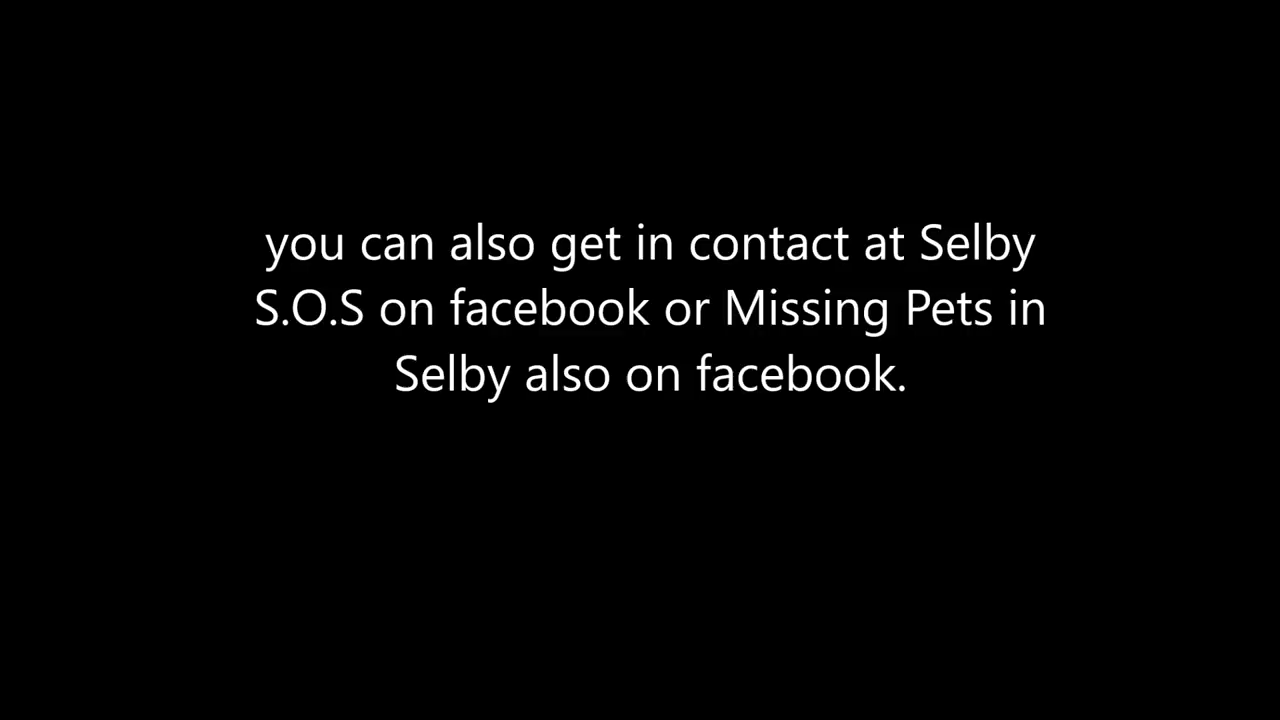 you can also get in contact at Selby
S.O.S on facebook or Missing Pets in
Selby also on facebook.